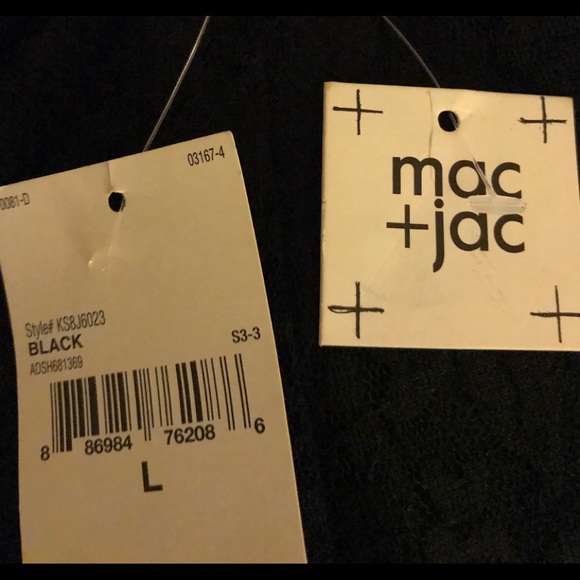 0081-D
03167-4
Style# KS8J6023
BLACK
S3-3
ADSH681369
8 86984 76208 6
L
mac
+jac